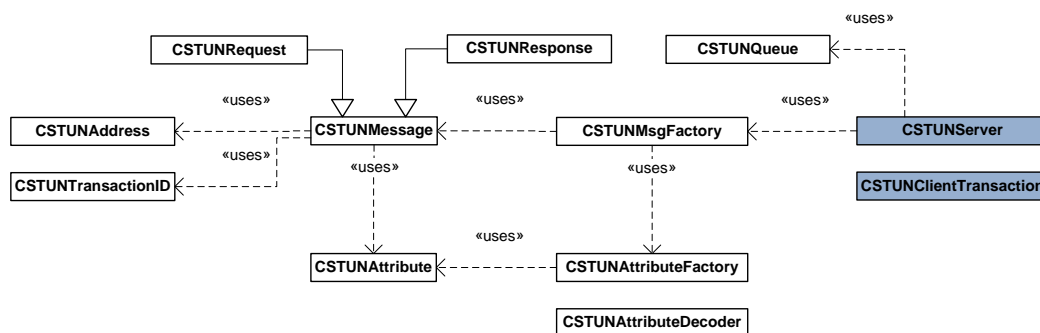 «uses»
CSTUNRequest
CSTUNResponse
CSTUNQueue
«uses»
«uses»
«uses»
CSTUNAddress
CSTUNMessage
CSTUNMsgFactory
CSTUNServer
«uses»
«uses»
«uses»
CSTUNTransactionID
CSTUNClientTransaction
«uses»
CSTUNAttribute
CSTUNAttributeFactory
CSTUNAttributeDecoder